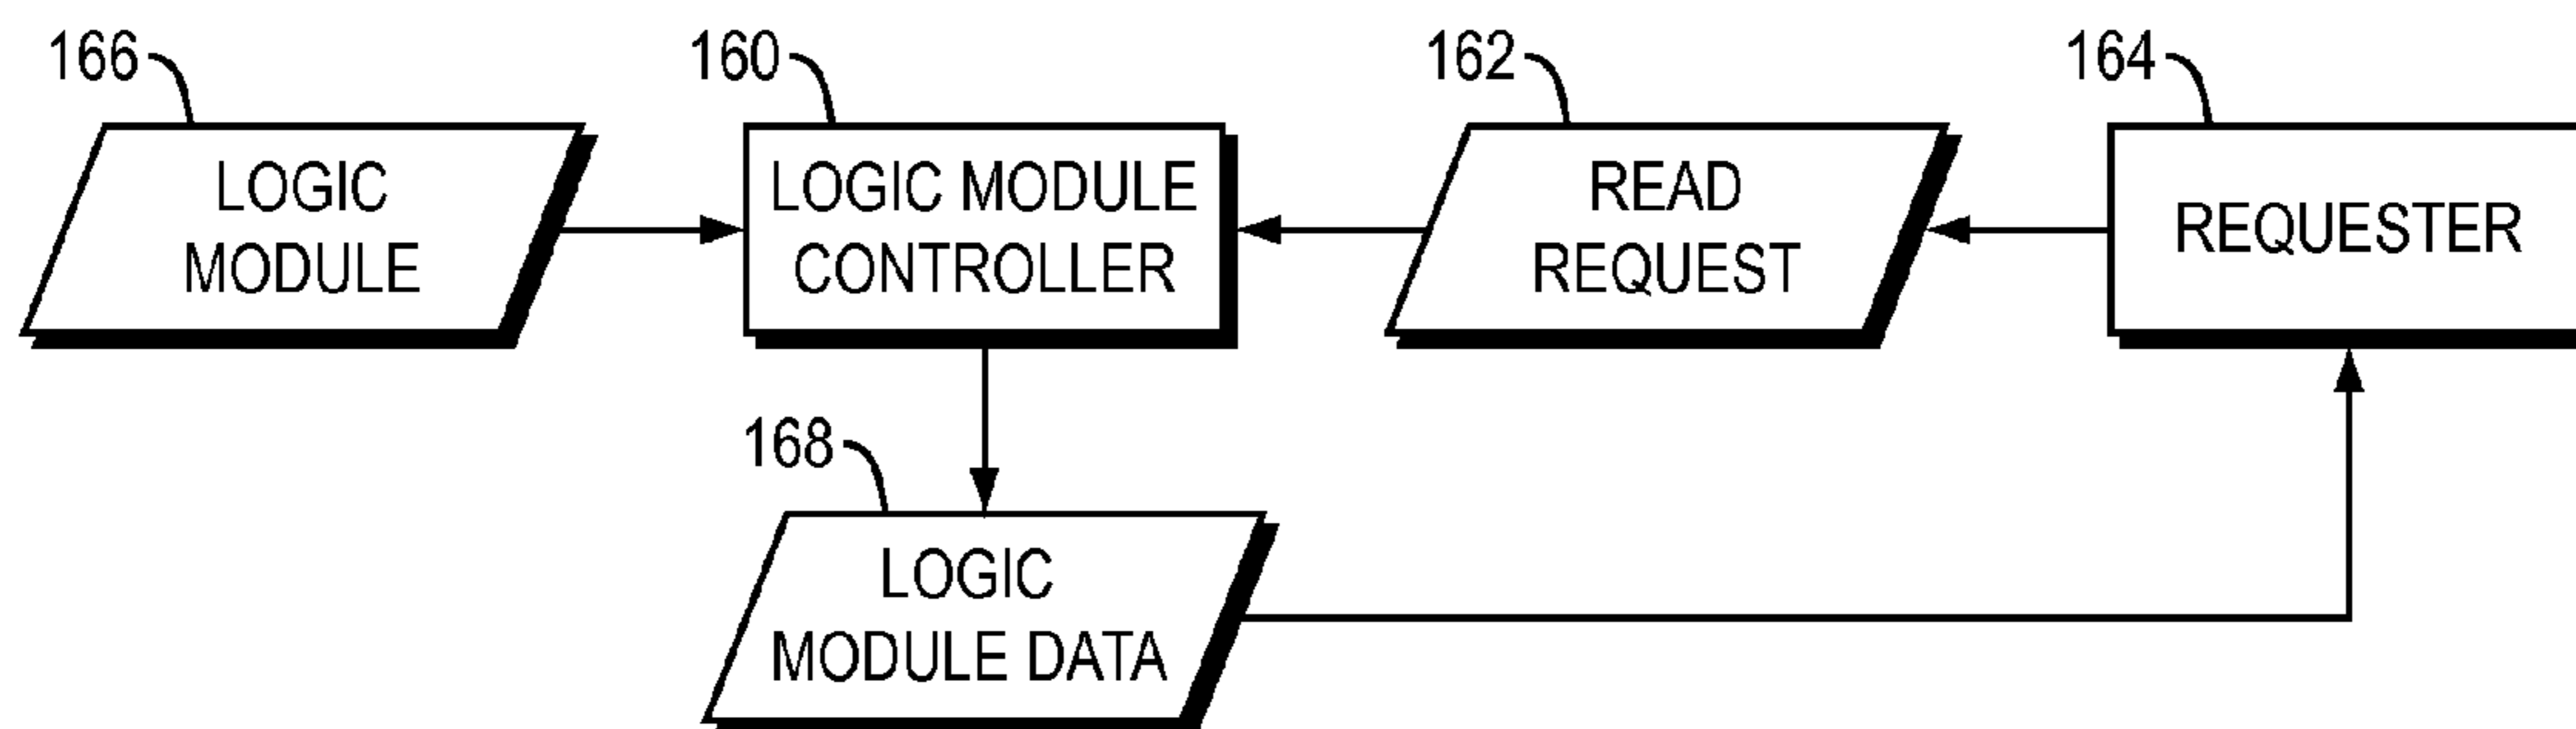 166
160
162
164
LOGIC
MODULE
LOGIC MODULE
CONTROLLER
READ
REQUEST
REQUESTER
168
LOGIC
MODULE DATA